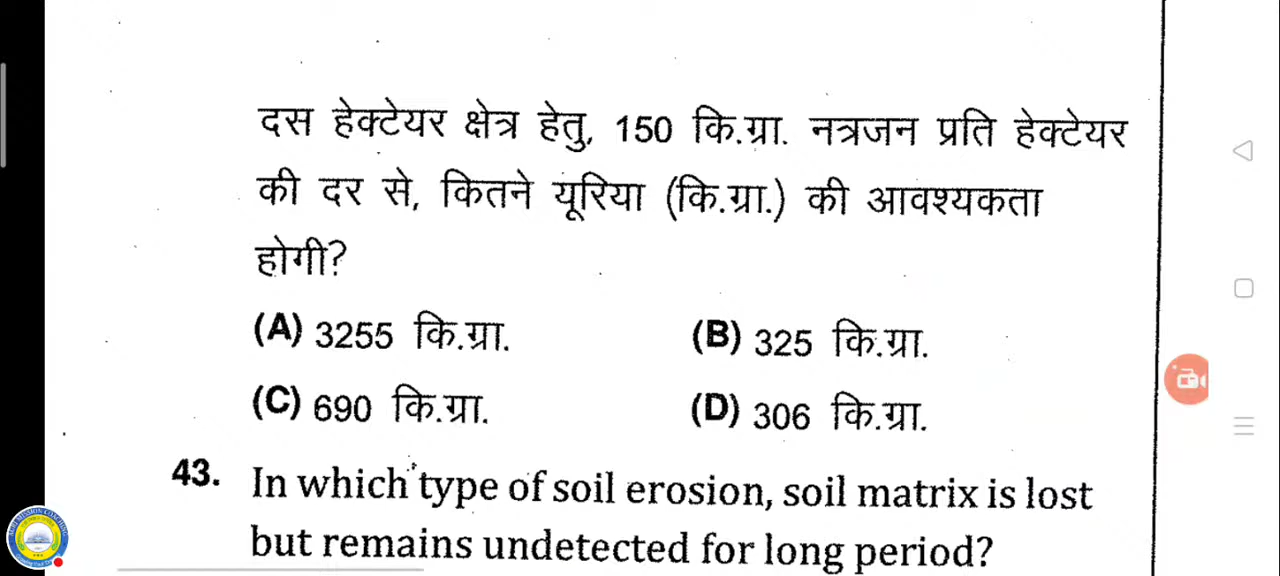 दस हेक्टेयर क्षेत्र हेतु, 150 कि.ग्रा. नत्रजन प्रति हेक्टेयर
की दर से, कितने यूरिया (कि.ग्रा.) की आवश्यकता
होगी?
(A) 3255 कि.ग्रा. (B) 325 कि.ग्रा.
(C) 690 कि.ग्रा. (D) 306 कि.ग्रा.
43. In which type of soil erosion, soil matrix is lost
but remains undetected for long period?